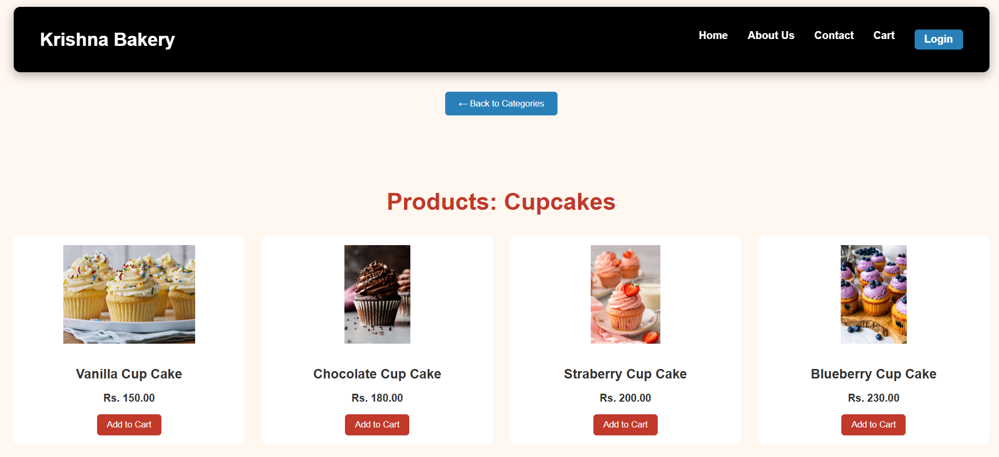 Krishna Bakery
Home About Us Contact Cart Login
← Back to Categories
Products: Cupcakes
Vanilla Cup Cake
Rs. 150.00
Add to Cart
Chocolate Cup Cake
Rs. 180.00
Add to Cart
Straberry Cup Cake
Rs. 200.00
Add to Cart
Blueberry Cup Cake
Rs. 230.00
Add to Cart